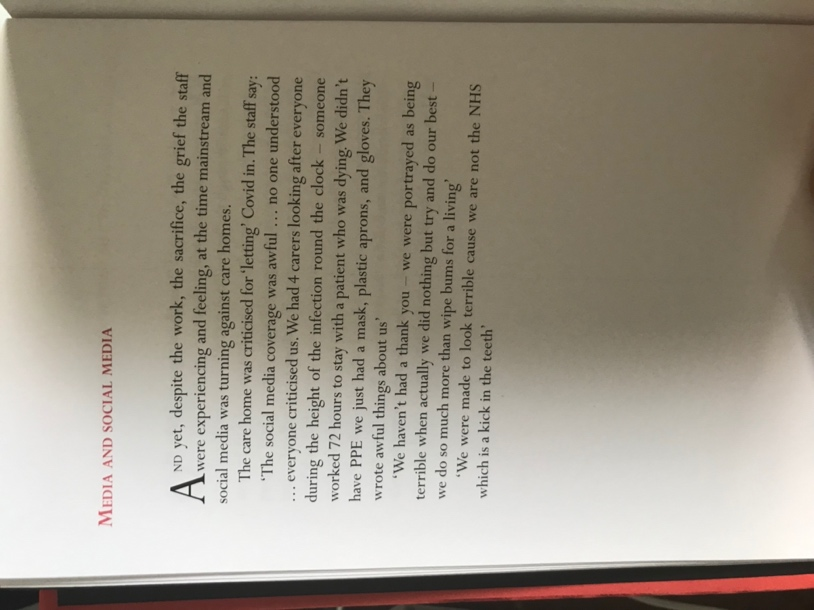 MEDIA AND SOCIAL MEDIA
AND yet, despite the work, the sacrifice, the grief the staff
were experiencing and feeling, at the time mainstream and
social media was turning against care homes.
The care home was criticised for ‘letting’ Covid in. The staff say:
‘The social media coverage was awful … no one understood
… everyone criticised us. We had 4 carers looking after everyone
during the height of the infection round the clock – someone
worked 72 hours to stay with a patient who was dying. We didn’t
have PPE we just had a mask, plastic aprons, and gloves. They
wrote awful things about us’
‘We haven’t had a thank you – we were portrayed as being
terrible when actually we did nothing but try and do our best –
we do so much more than wipe bums for a living’
‘We were made to look terrible cause we are not the NHS
which is a kick in the teeth’